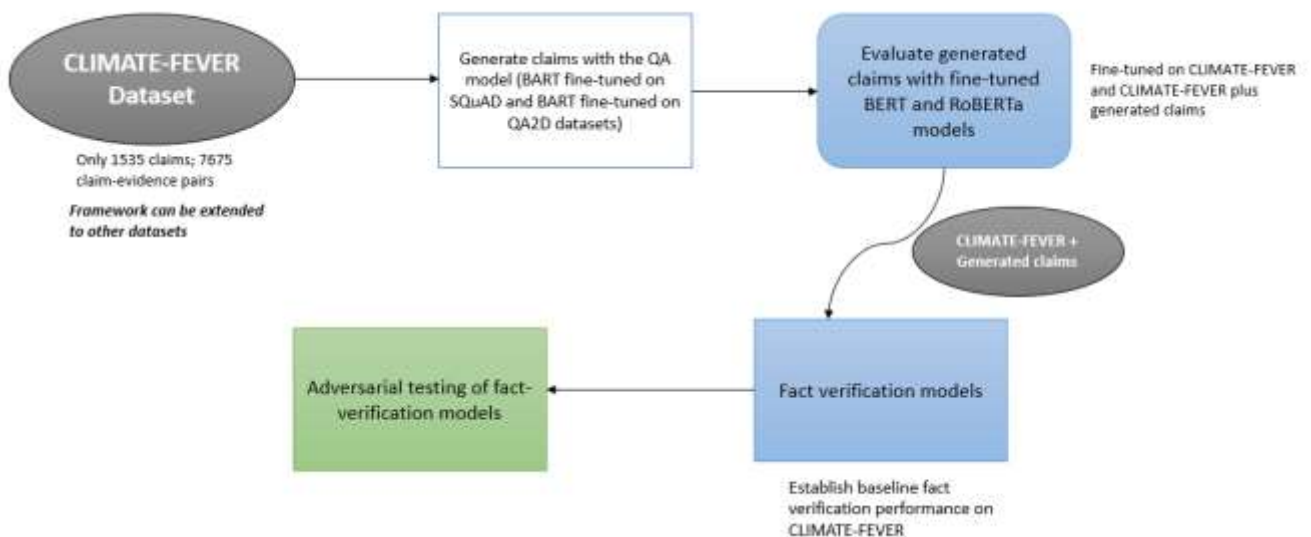 CLIMATE-FEVER
Dataset
Only 1535 claims; 7675
claim-evidence pairs
Framework can be extended
to other datasets
Generate claims with the QA
model (BART fine-tuned on
SQuAD and BART fine-tuned on
QA2D datasets)
Evaluate generated
claims with fine-tuned
BERT and RoBERTa
models
Fine-tuned on CLIMATE-FEVER
and CLIMATE-FEVER plus
generated claims
CLIMATE-FEVER +
Generated claims
Adversarial testing of fact-
verification models
Fact verification models
Establish baseline fact
verification performance on
CLIMATE-FEVER